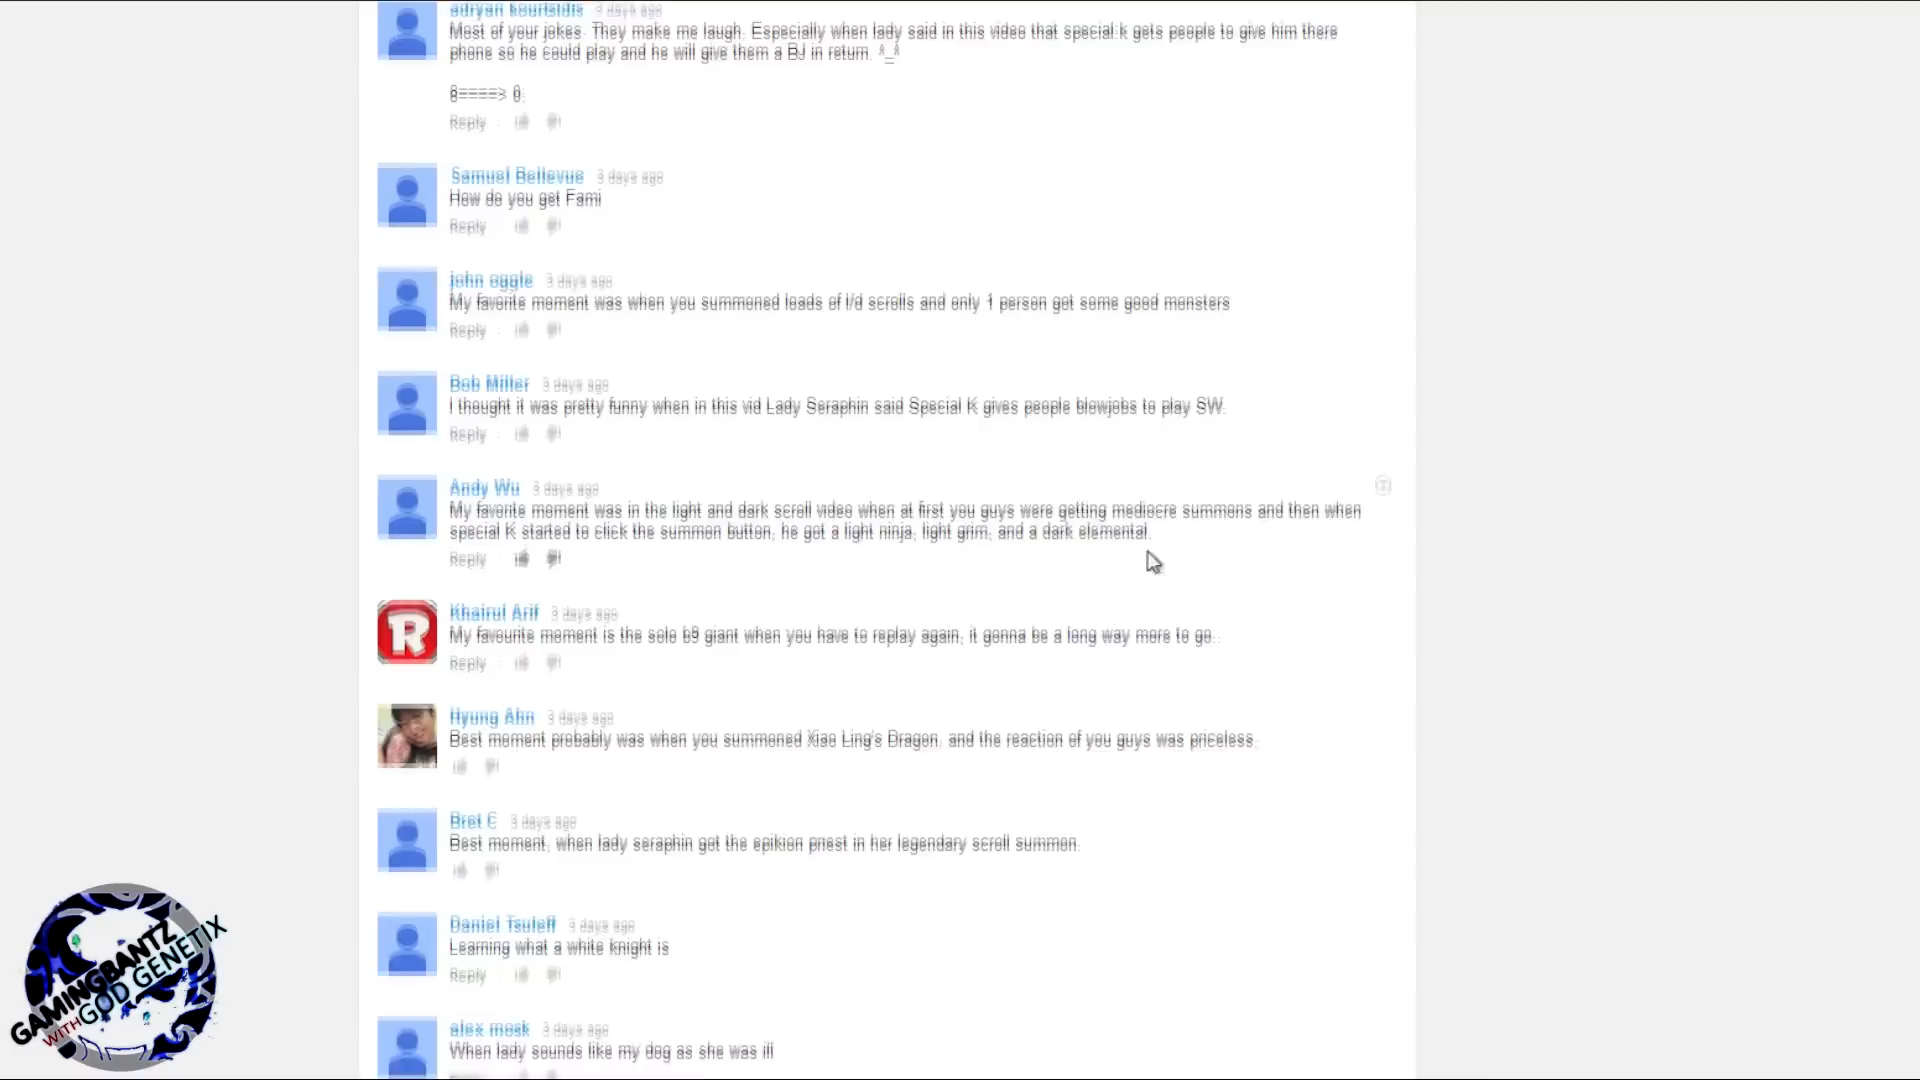 adryan kourtsidis 3 days ago
Most of your jokes. They make me laugh. Especially when lady said in this video that special k gets people to give him there
phone so he could play and he will give them a BJ in return. ^_^
8====> 0.
Reply
Samuel Bellevue 3 days ago
How do you get Fami
Reply
john oggle 3 days ago
My favorite moment was when you summoned loads of l/d scrolls and only 1 person got some good monsters
Reply
Bob Miller 3 days ago
I thought it was pretty funny when in this vid Lady Seraphin said Special K gives people blowjobs to play SW.
Reply
Andy Wu 3 days ago
My favorite moment was in the light and dark scroll video when at first you guys were getting mediocre summons and then when
special K started to click the summon button, he got a light ninja, light grim, and a dark elemental.
Reply
Khairul Arif 3 days ago
My favourite moment is the solo b9 giant when you have to replay again, it gonna be a long way more to go..
Reply
Hyung Ahn 3 days ago
Best moment probably was when you summoned Xiao Ling's Dragon, and the reaction of you guys was priceless.
Bret C 3 days ago
Best moment, when lady seraphin got the epikion priest in her legendary scroll summon.
Daniel Tsuleff 3 days ago
Learning what a white knight is
Reply
alex mosk 3 days ago
When lady sounds like my dog as she was ill
R
GAMINGBANTZ
WITH GOD GENETIX